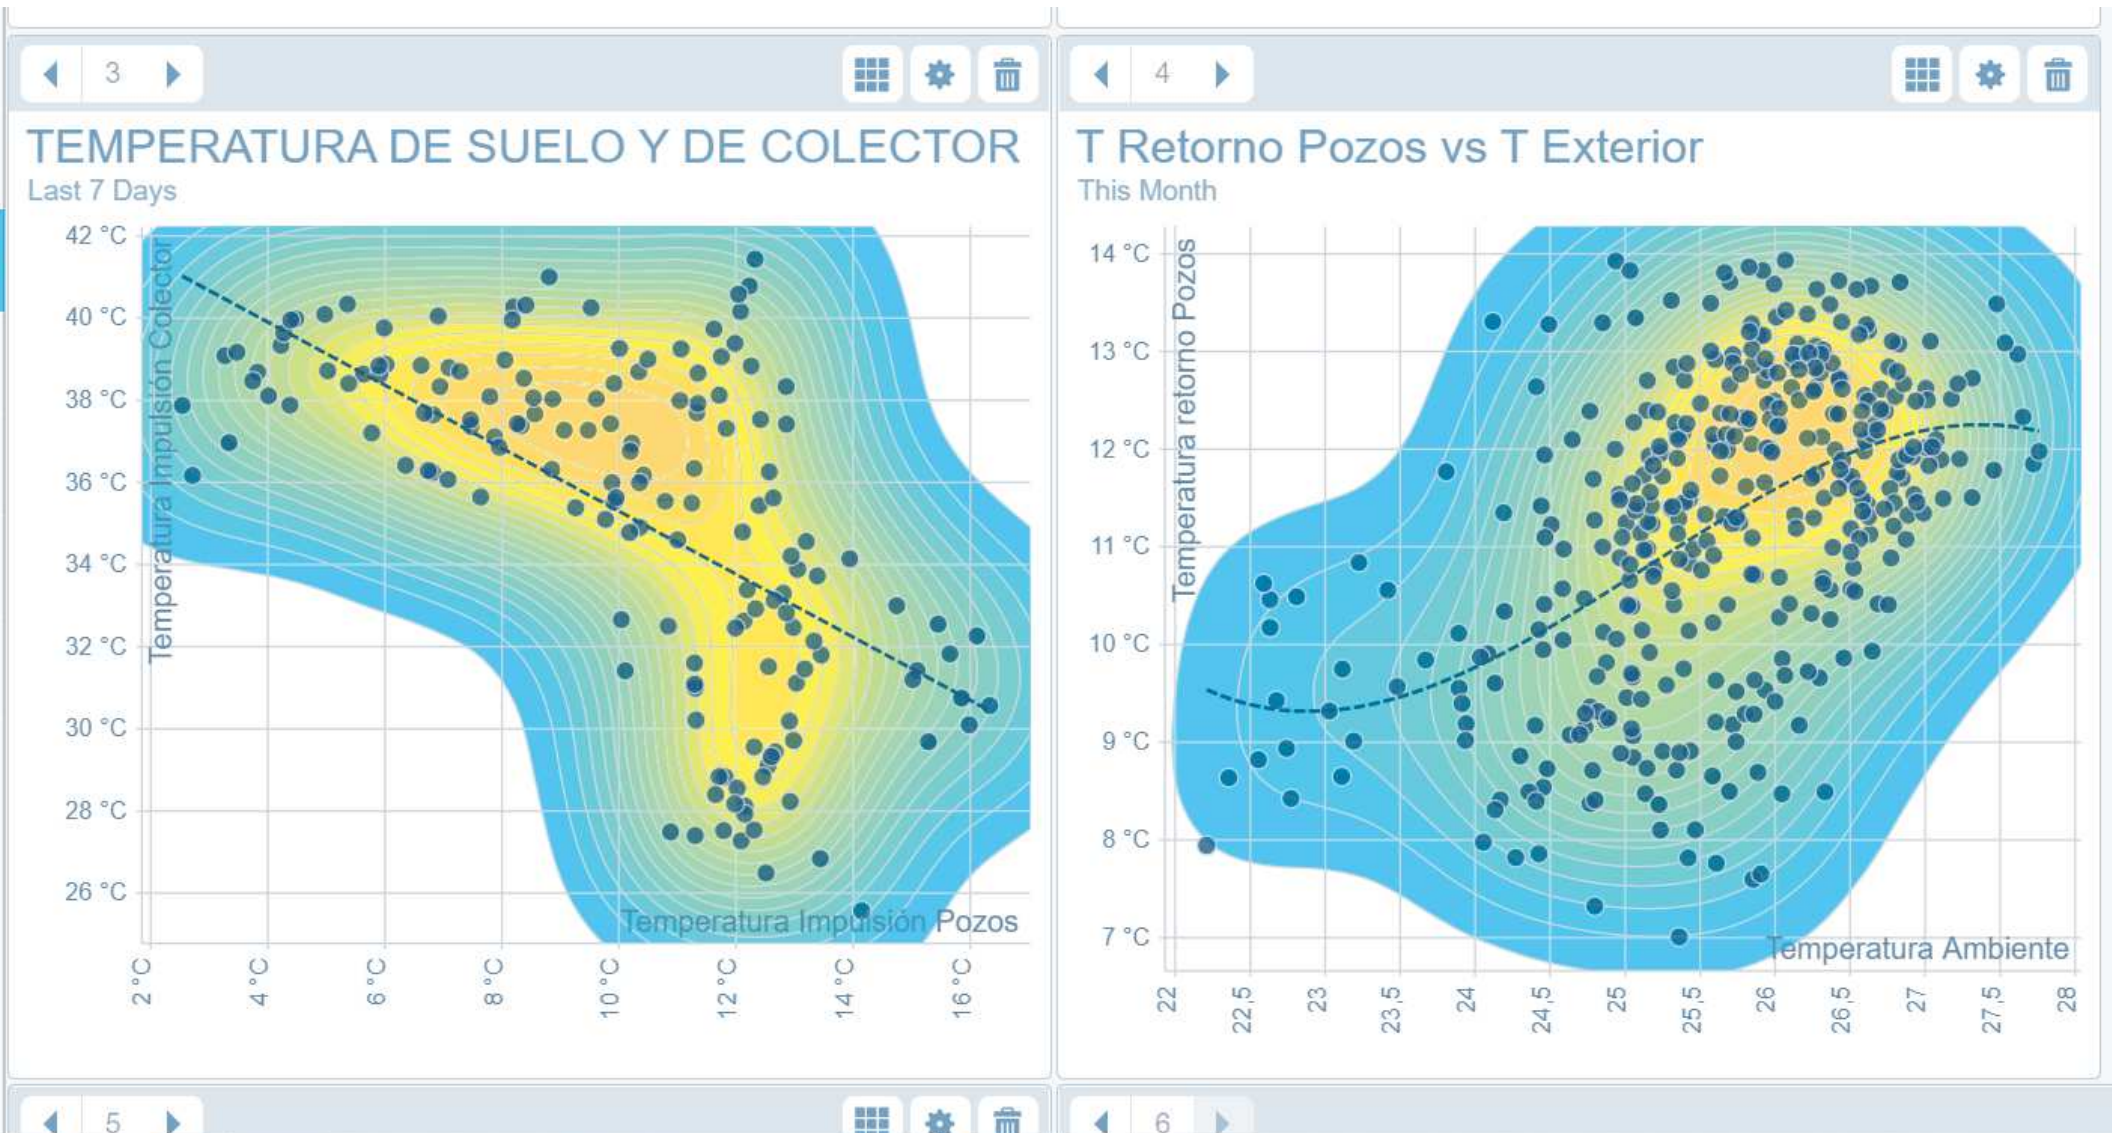 3
4
TEMPERATURA DE SUELO Y DE COLECTOR
Last 7 Days
42 °C
40 °C
38 °C
36 °C
34 °C
32 °C
30 °C
28 °C
26 °C
Temperatura Impulsión Colector
Temperatura Impulsión Pozos
2 °C
4 °C
6 °C
8 °C
10 °C
12 °C
14 °C
16 °C
T Retorno Pozos vs T Exterior
This Month
14 °C
13 °C
12 °C
11 °C
10 °C
9 °C
8 °C
7 °C
Temperatura retorno Pozos
Temperatura Ambiente
22
22,5
23
23,5
24
24,5
25
25,5
26
26,5
27
27,5
28
5
6